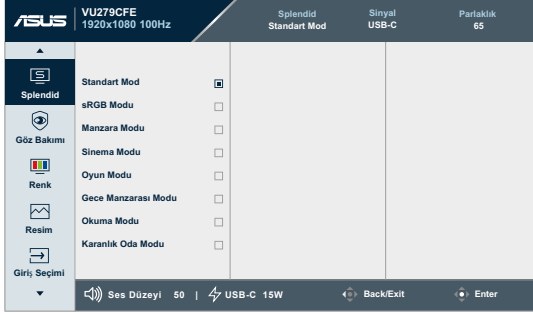 ASUS
VU279CFE
1920x1080 100Hz
Splendid
Standart Mod
Sinyal
USB-C
Parlaklık
65
Splendid
Göz Bakımı
Renk
Resim
Giriş Seçimi
Standart Mod
sRGB Modu
Manzara Modu
Sinema Modu
Oyun Modu
Gece Manzarası Modu
Okuma Modu
Karanlık Oda Modu
Ses Düzeyi 50 | USB-C 15W
Back/Exit
Enter